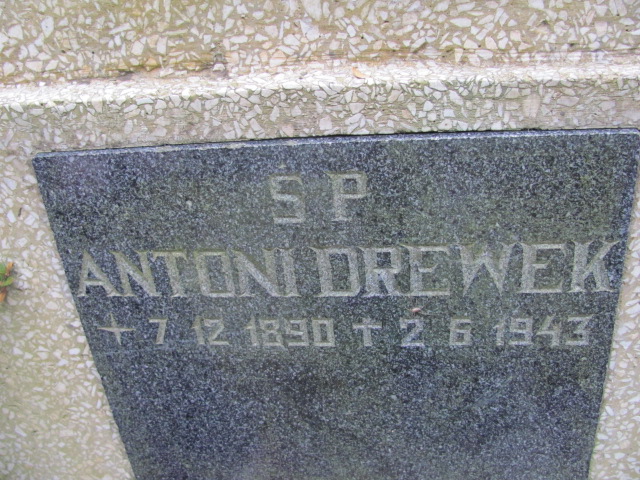 Ś P
ANTONI DREWEK
+ 7 12 1890 † 2 6 1943